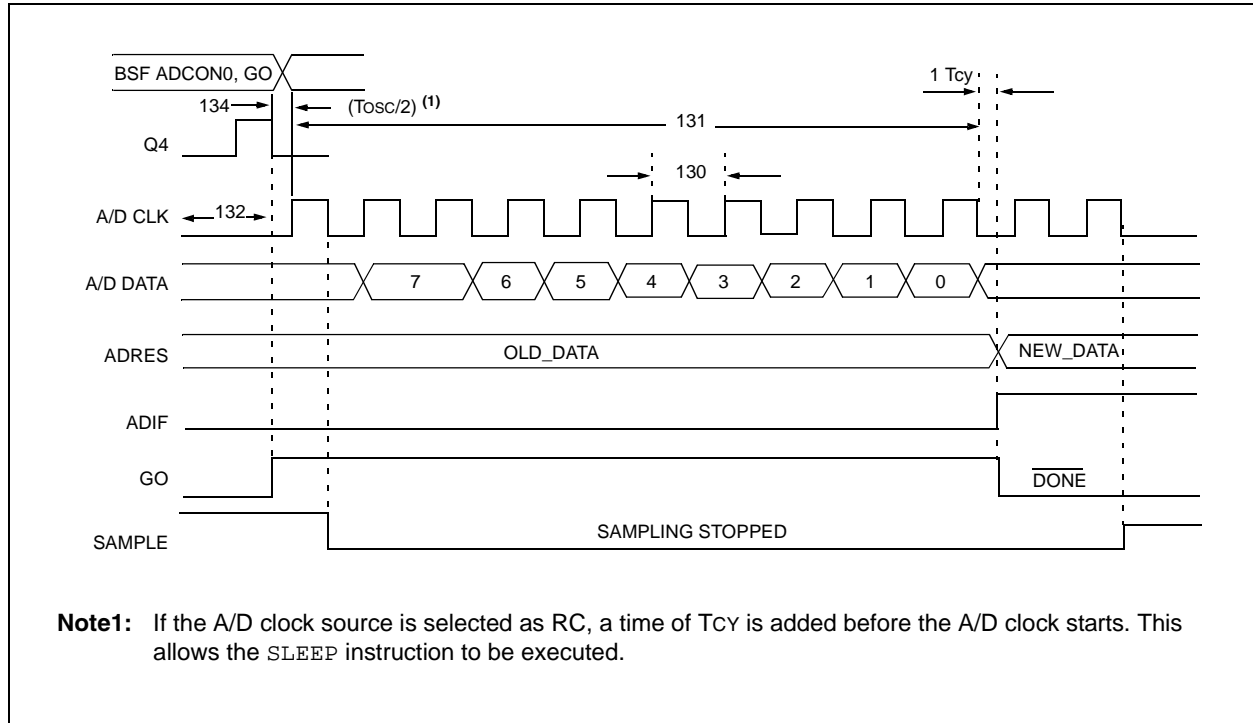 BSF ADCON0, GO
1 Tcy
134
(TOSC/2) (1)
131
Q4
130
A/D CLK
132
A/D DATA
7 6 5 4 3 2 1 0
ADRES
OLD_DATA
NEW_DATA
ADIF
GO
DONE
SAMPLE
SAMPLING STOPPED
Note1: If the A/D clock source is selected as RC, a time of TCY is added before the A/D clock starts. This
allows the SLEEP instruction to be executed.